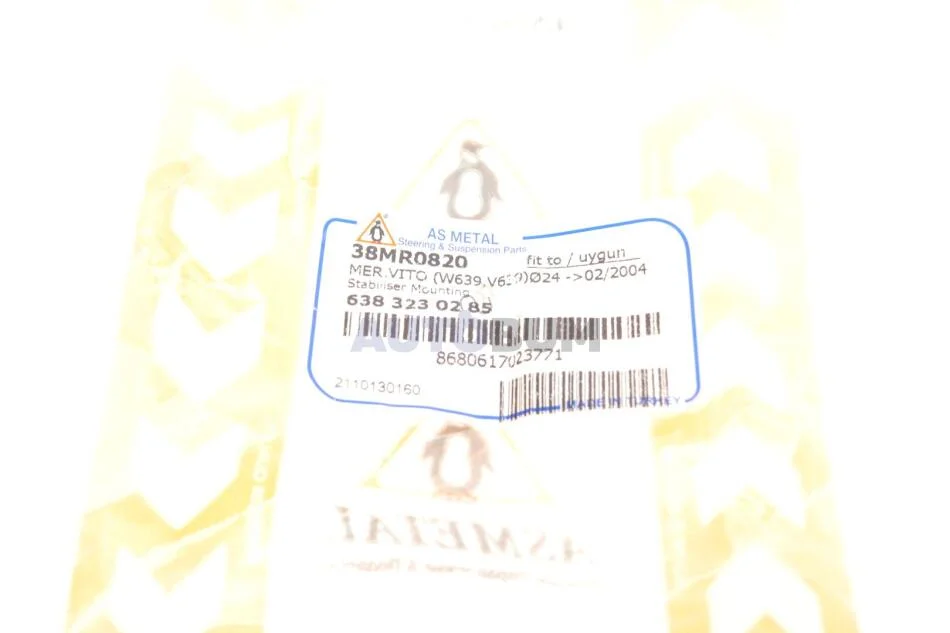 AS METAL
Steering & Suspension Parts
38MR0820 fit to / uygun
MER.VITO (W639,V639)Ø24 ->02/2004
Stabiliser Mounting
638 323 02 85
AUTODUM
8680617023771
2110130160
MADE IN TURKEY
ASMETAL